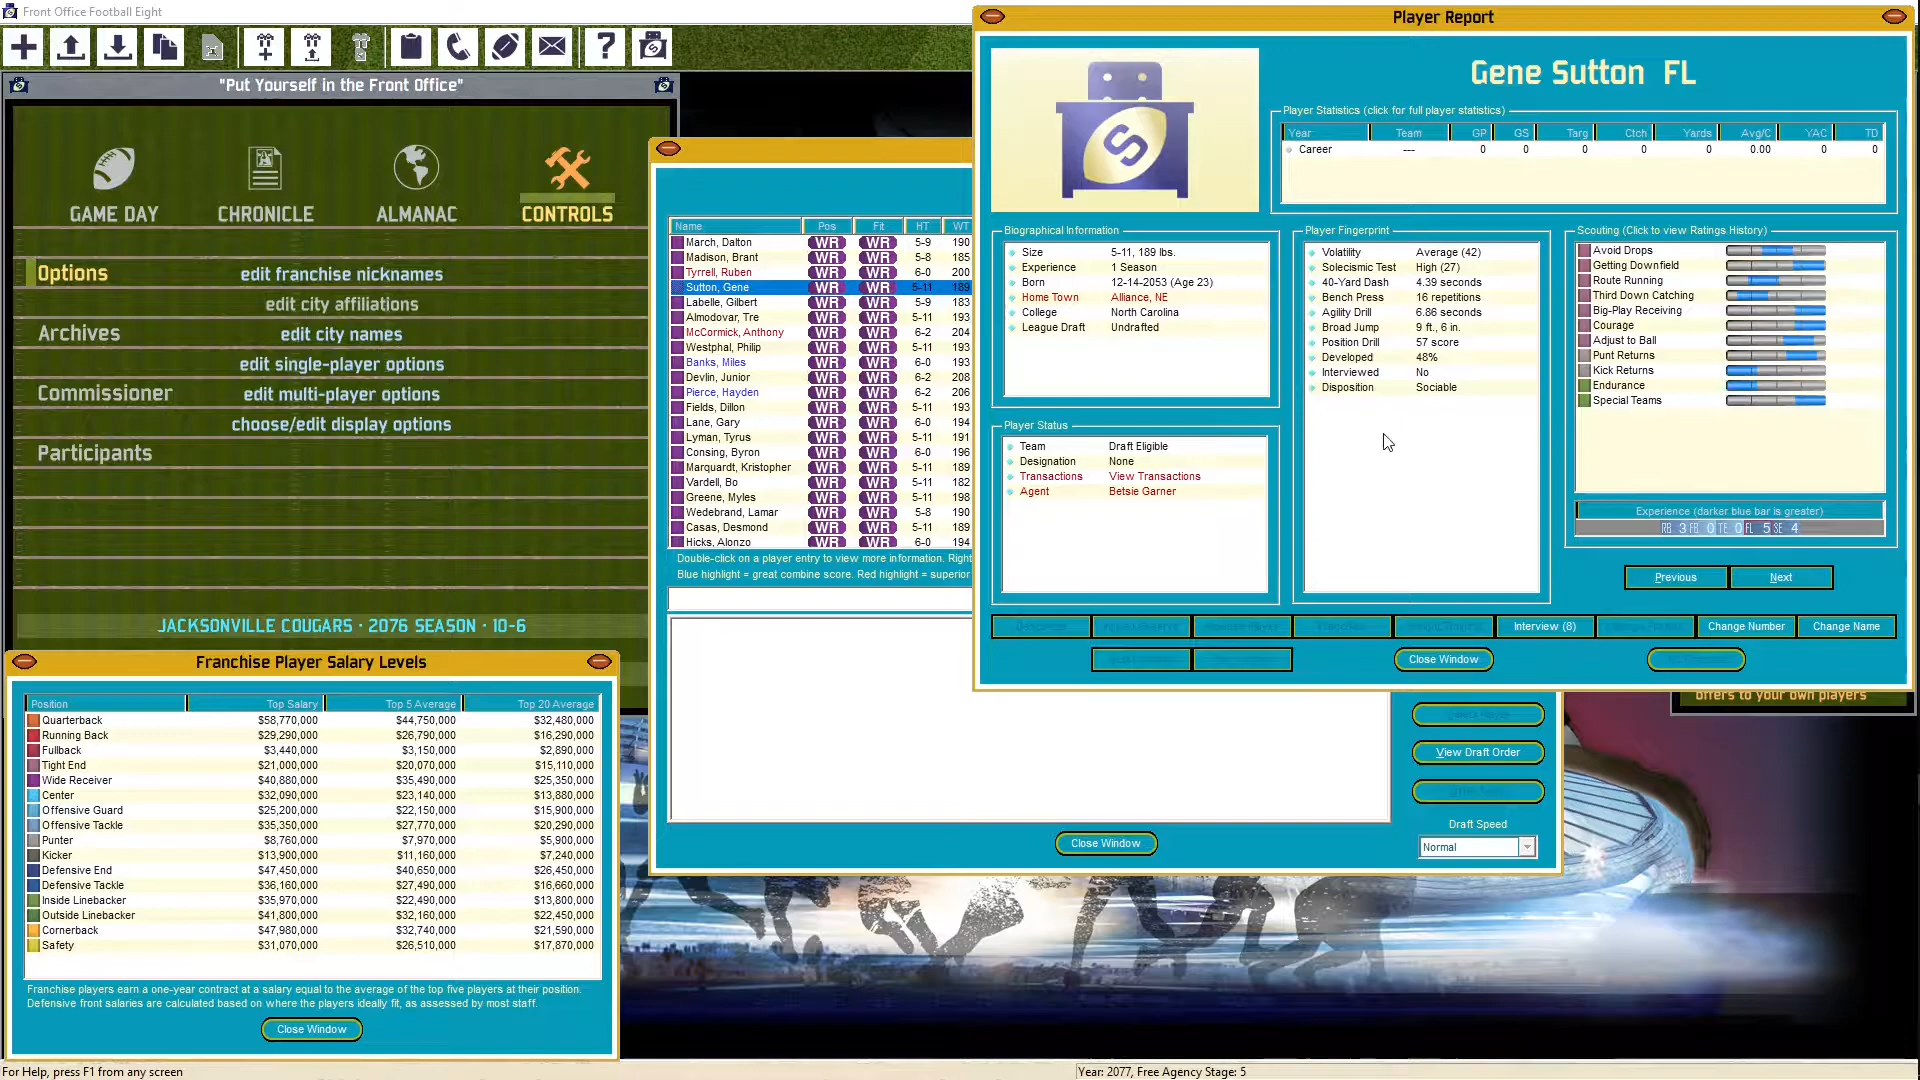 Front Office Football Eight
"Put Yourself in the Front Office"
GAME DAY
CHRONICLE
ALMANAC
CONTROLS
Options
edit franchise nicknames
edit city affiliations
Archives
edit city names
edit single-player options
Commissioner
edit multi-player options
choose/edit display options
Participants
JACKSONVILLE COUGARS · 2076 SEASON · 10-6
Franchise Player Salary Levels
Position Top Salary Top 5 Average Top 20 Average
Quarterback $58,770,000 $44,750,000 $32,480,000
Running Back $29,290,000 $26,790,000 $16,290,000
Fullback $3,440,000 $3,150,000 $2,890,000
Tight End $21,000,000 $20,070,000 $15,110,000
Wide Receiver $40,880,000 $35,490,000 $25,350,000
Center $32,090,000 $23,140,000 $13,880,000
Offensive Guard $25,200,000 $22,150,000 $15,900,000
Offensive Tackle $35,350,000 $27,770,000 $20,290,000
Punter $8,760,000 $7,970,000 $5,900,000
Kicker $13,900,000 $11,160,000 $7,240,000
Defensive End $47,450,000 $40,650,000 $26,450,000
Defensive Tackle $36,160,000 $27,490,000 $16,660,000
Inside Linebacker $35,970,000 $22,490,000 $13,800,000
Outside Linebacker $41,800,000 $32,160,000 $22,450,000
Cornerback $47,980,000 $32,740,000 $21,590,000
Safety $31,070,000 $26,510,000 $17,870,000
Franchise players earn a one-year contract at a salary equal to the average of the top five players at their position.
Defensive front salaries are calculated based on where the players ideally fit, as assessed by most staff.
Close Window
Name Pos Fit HT WT
March, Dalton WR WR 5-9 190
Madison, Brant WR WR 5-8 185
Tyrrell, Ruben WR WR 6-0 200
Sutton, Gene WR WR 5-11 189
Labelle, Gilbert WR WR 5-9 183
Almodovar, Tre WR WR 5-11 193
McCormick, Anthony WR WR 6-2 204
Westphal, Philip WR WR 5-11 193
Banks, Miles WR WR 6-0 193
Devlin, Junior WR WR 6-2 208
Pierce, Hayden WR WR 6-2 206
Fields, Dillon WR WR 5-11 193
Lane, Gary WR WR 6-0 194
Lyman, Tyrus WR WR 5-11 191
Consing, Byron WR WR 6-0 196
Marquardt, Kristopher WR WR 5-11 189
Vardell, Bo WR WR 5-11 182
Greene, Myles WR WR 5-11 198
Wedebrand, Lamar WR WR 5-8 190
Casas, Desmond WR WR 5-11 189
Hicks, Alonzo WR WR 6-0 194
Double-click on a player entry to view more information. Right
Blue highlight = great combine score. Red highlight = superior
View Draft Order
Draft Speed
Normal
Close Window
Player Report
Gene Sutton FL
Player Statistics (click for full player statistics)
Year Team GP GS Targ Ctch Yards Avg/C YAC TD
Career --- 0 0 0 0 0 0.00 0 0
Biographical Information
Size 5-11, 189 lbs.
Experience 1 Season
Born 12-14-2053 (Age 23)
Home Town Alliance, NE
College North Carolina
League Draft Undrafted
Player Status
Team Draft Eligible
Designation None
Transactions View Transactions
Agent Betsie Garner
Player Fingerprint
Volatility Average (42)
Solecismic Test High (27)
40-Yard Dash 4.39 seconds
Bench Press 16 repetitions
Agility Drill 6.86 seconds
Broad Jump 9 ft., 6 in.
Position Drill 57 score
Developed 48%
Interviewed No
Disposition Sociable
Scouting (Click to view Ratings History)
Avoid Drops
Getting Downfield
Route Running
Third Down Catching
Big-Play Receiving
Courage
Adjust to Ball
Punt Returns
Kick Returns
Endurance
Special Teams
Experience (darker blue bar is greater)
RB 3 FB 0 TE 0 FL 5 SE 4
Previous
Next
Interview (8)
Change Number
Change Name
Close Window
offers to your own players
For Help, press F1 from any screen
Year: 2077, Free Agency Stage: 5